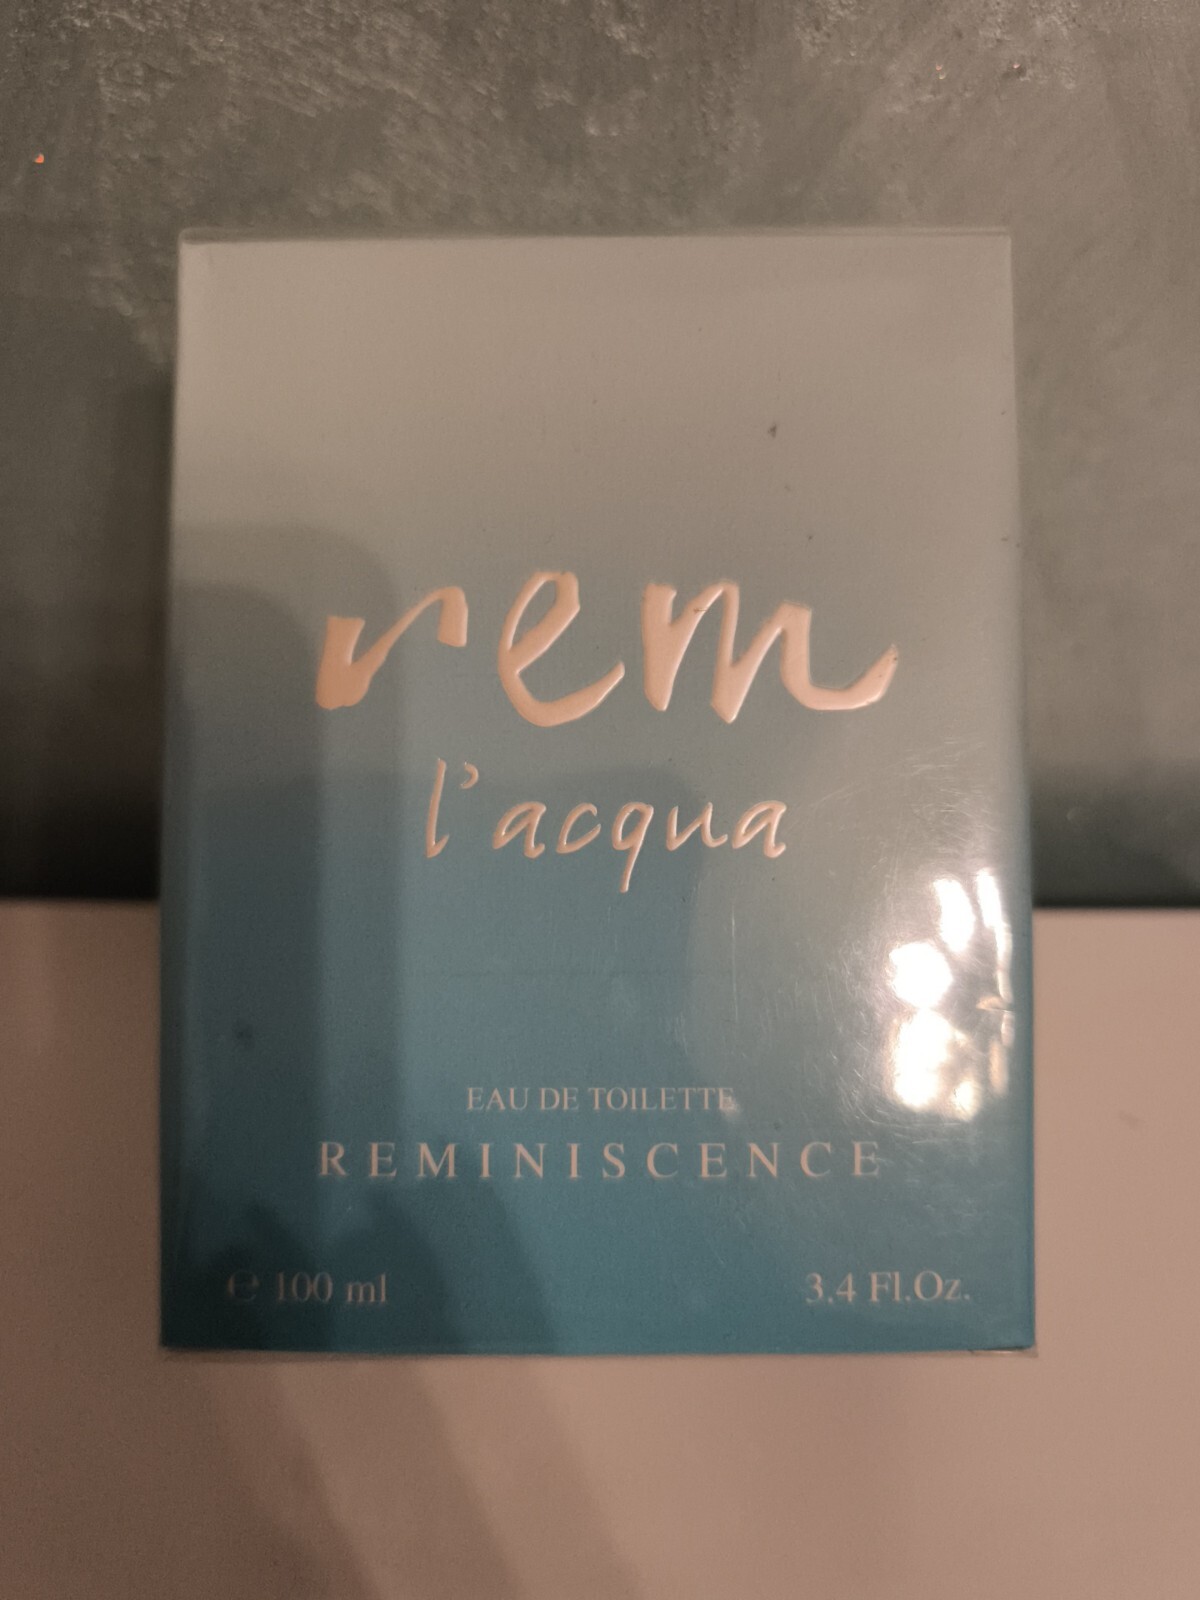 rem
l'acqua
EAU DE TOILETTE
REMINISCENCE
℮ 100 ml 3.4 Fl.Oz.